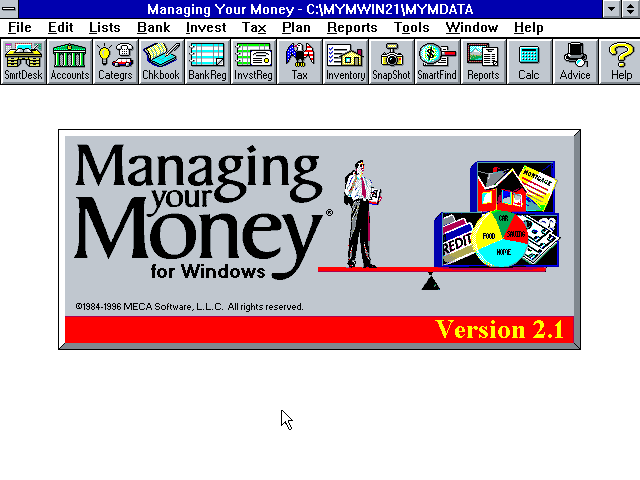 Managing Your Money - C:\MYMWIN21\MYMDATA
File Edit Lists Bank Invest Tax Plan Reports Tools Window Help
SmrtDesk Accounts Categrs Chkbook BankReg InvstReg Tax Inventory SnapShot SmartFind Reports Calc Advice Help
Managing
your
Money®
for Windows
MORTGAGE
CREDIT
CAR
FOOD
HOME
©1984-1996 MECA Software, L.L.C. All rights reserved.
Version 2.1